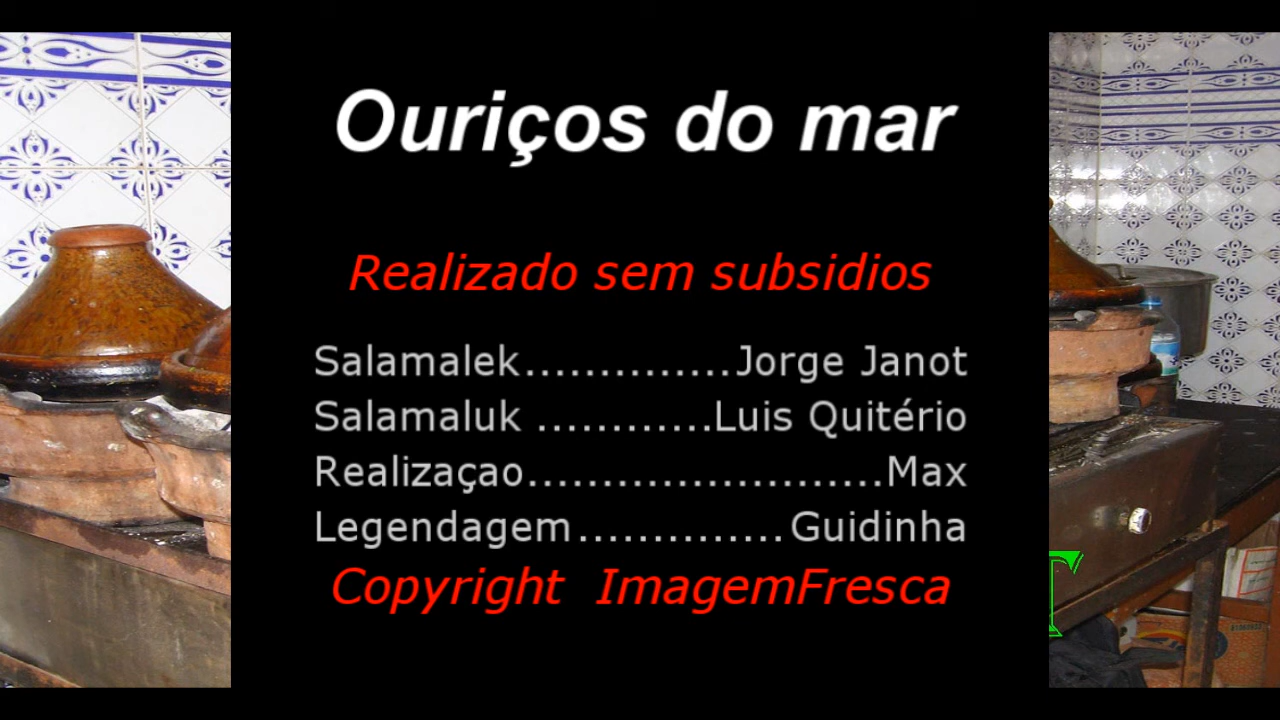 Ouriços do mar
Realizado sem subsidios
Salamalek..............Jorge Janot
Salamaluk ............Luis Quitério
Realizaçao........................Max
Legendagem.............. Guidinha
Copyright ImagemFresca
T